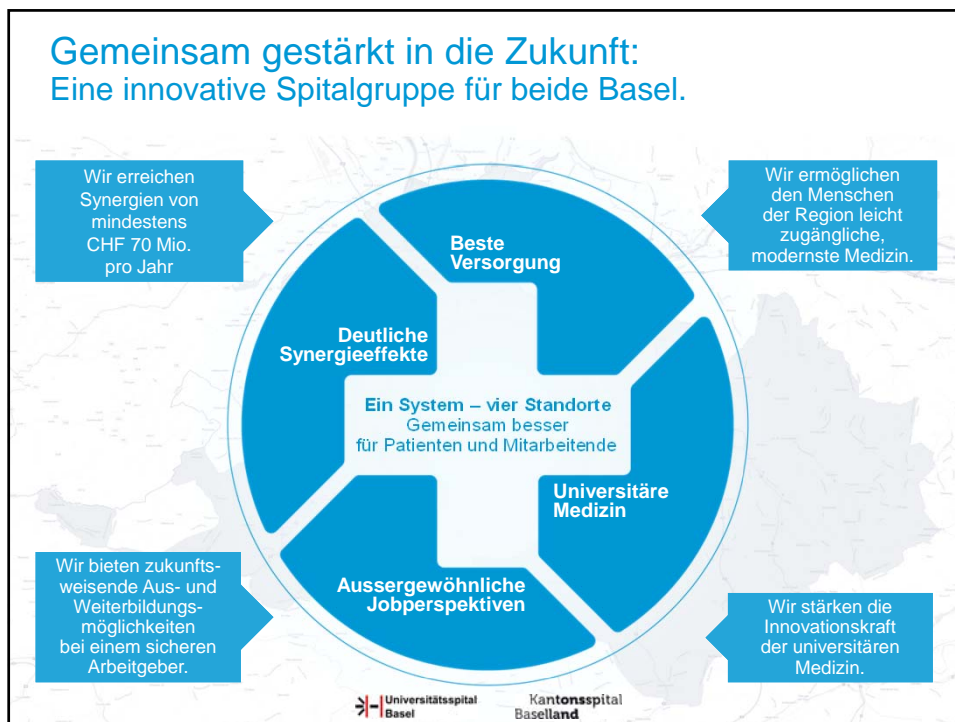 Gemeinsam gestärkt in die Zukunft:
Eine innovative Spitalgruppe für beide Basel.
Wir erreichen
Synergien von
mindestens
CHF 70 Mio.
pro Jahr
Wir ermöglichen
den Menschen
der Region leicht
zugängliche,
modernste Medizin.
Beste
Versorgung
Deutliche
Synergieeffekte
Ein System – vier Standorte
Gemeinsam besser
für Patienten und Mitarbeitende
Universitäre
Medizin
Aussergewöhnliche
Jobperspektiven
Wir bieten zukunfts-
weisende Aus- und
Weiterbildungs-
möglichkeiten
bei einem sicheren
Arbeitgeber.
Wir stärken die
Innovationskraft
der universitären
Medizin.
Universitätsspital
Basel
Kantonsspital
Baselland